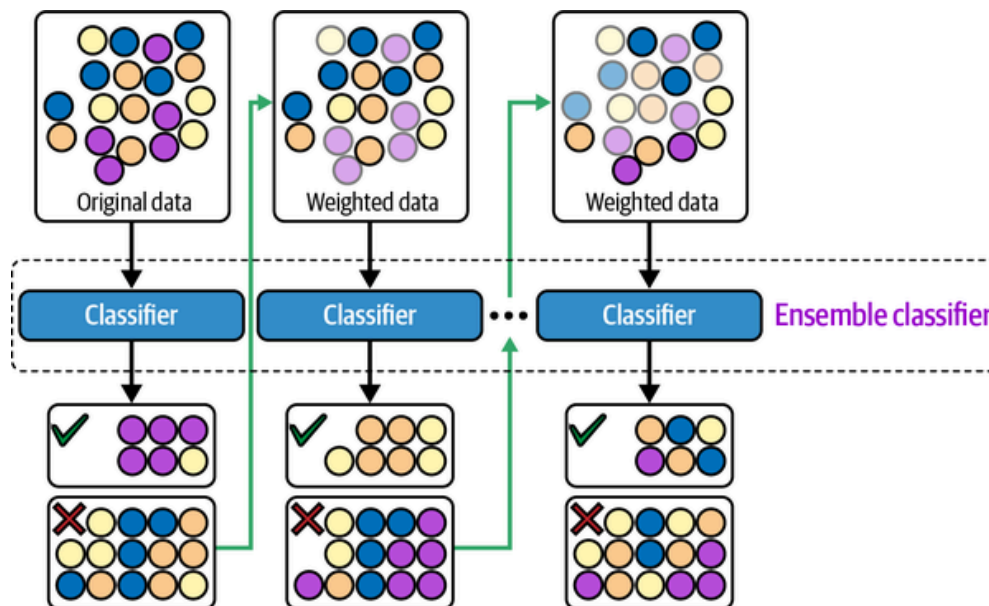 Original data
Weighted data
Weighted data
Classifier
Classifier
Classifier
Ensemble classifier